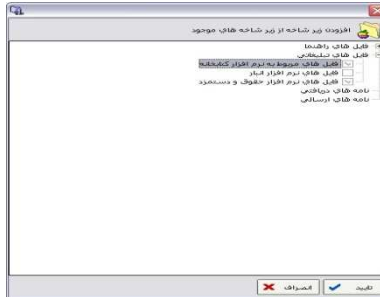 افزودن زیر شاخه از زیر شاخه های موجود
فایل های راهنما
فایل های تبلیغاتی
فایل های مربوط به نرم افزار کتابخانه
فایل های نرم افزار انبار
فایل های نرم افزار حقوق و دستمزد
نامه های دریافتی
نامه های ارسالی
تایید
انصراف